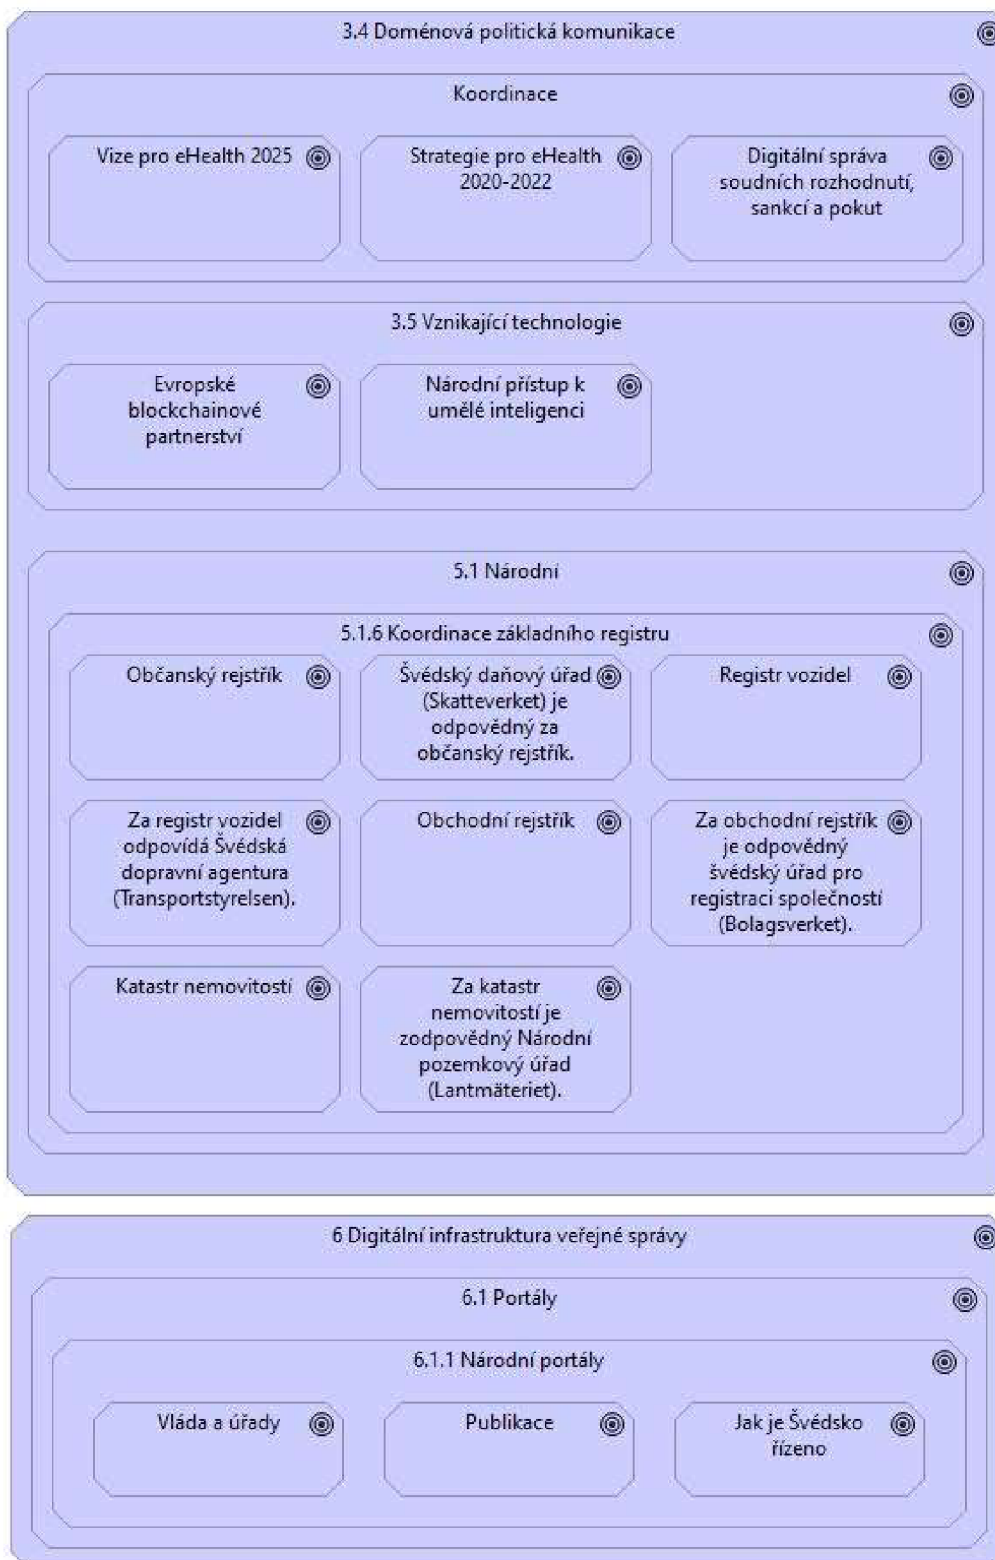 3.4 Doménová politická komunikace
Koordinace
Vize pro eHealth 2025
Strategie pro eHealth
2020-2022
Digitální správa
soudních rozhodnutí,
sankcí a pokut
3.5 Vznikající technologie
Evropské
blockchainové
partnerství
Národní přístup k
umělé inteligenci
5.1 Národní
5.1.6 Koordinace základního registru
Občanský rejstřík
Švédský daňový úřad
(Skatteverket) je
odpovědný za
občanský rejstřík.
Registr vozidel
Za registr vozidel
odpovídá Švédská
dopravní agentura
(Transportstyrelsen).
Obchodní rejstřík
Za obchodní rejstřík
je odpovědný
švédský úřad pro
registraci společností
(Bolagsverket).
Katastr nemovitostí
Za katastr
nemovitostí je
zodpovědný Národní
pozemkový úřad
(Lantmäteriet).
6 Digitální infrastruktura veřejné správy
6.1 Portály
6.1.1 Národní portály
Vláda a úřady
Publikace
Jak je Švédsko
řízeno